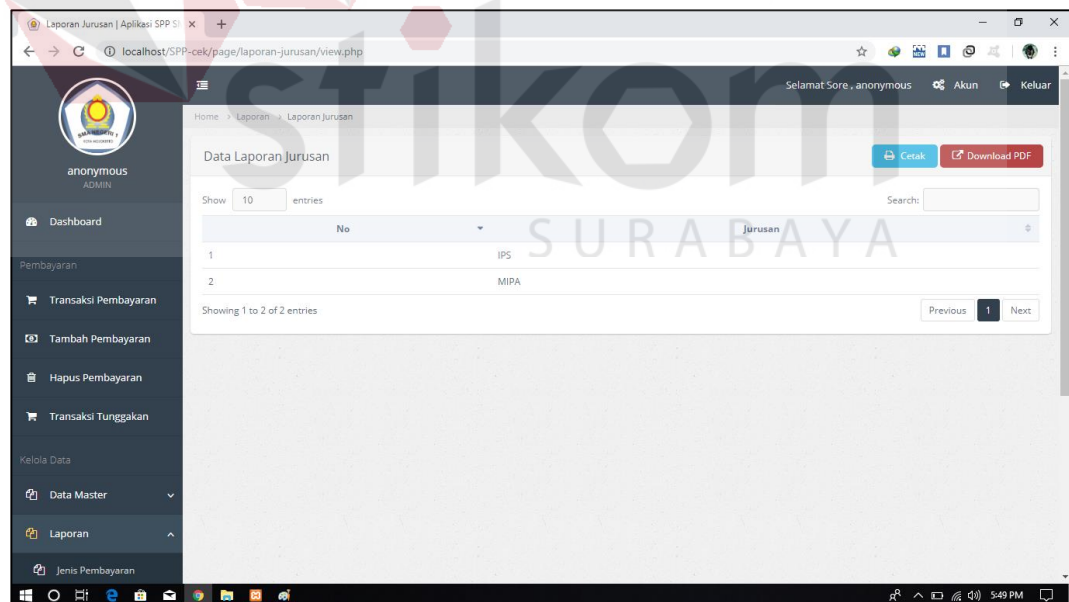 Laporan Jurusan | Aplikasi SPP S
localhost/SPP-cek/page/laporan-jurusan/view.php
Selamat Sore , anonymous Akun Keluar
SMA NEGERI 1
anonymous
ADMIN
Dashboard
Pembayaran
Transaksi Pembayaran
Tambah Pembayaran
Hapus Pembayaran
Transaksi Tunggakan
Kelola Data
Data Master
Laporan
Jenis Pembayaran
Home > Laporan > Laporan Jurusan
Data Laporan Jurusan
Cetak Download PDF
Show 10 entries Search:
No Jurusan
1 IPS
2 MIPA
Showing 1 to 2 of 2 entries
Previous 1 Next
stikom
SURABAYA
5:49 PM